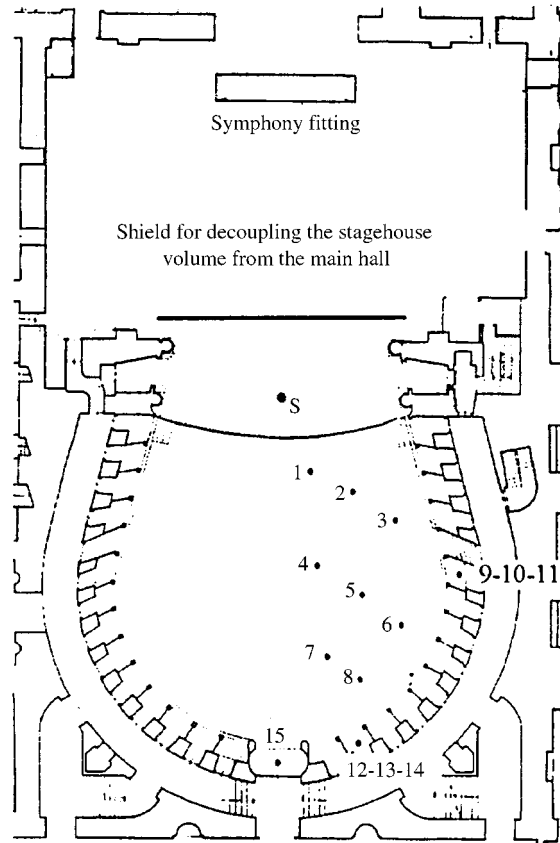 Symphony fitting
Shield for decoupling the stagehouse
volume from the main hall
S
1
2
3
4
9-10-11
5
6
7
8
15
12-13-14